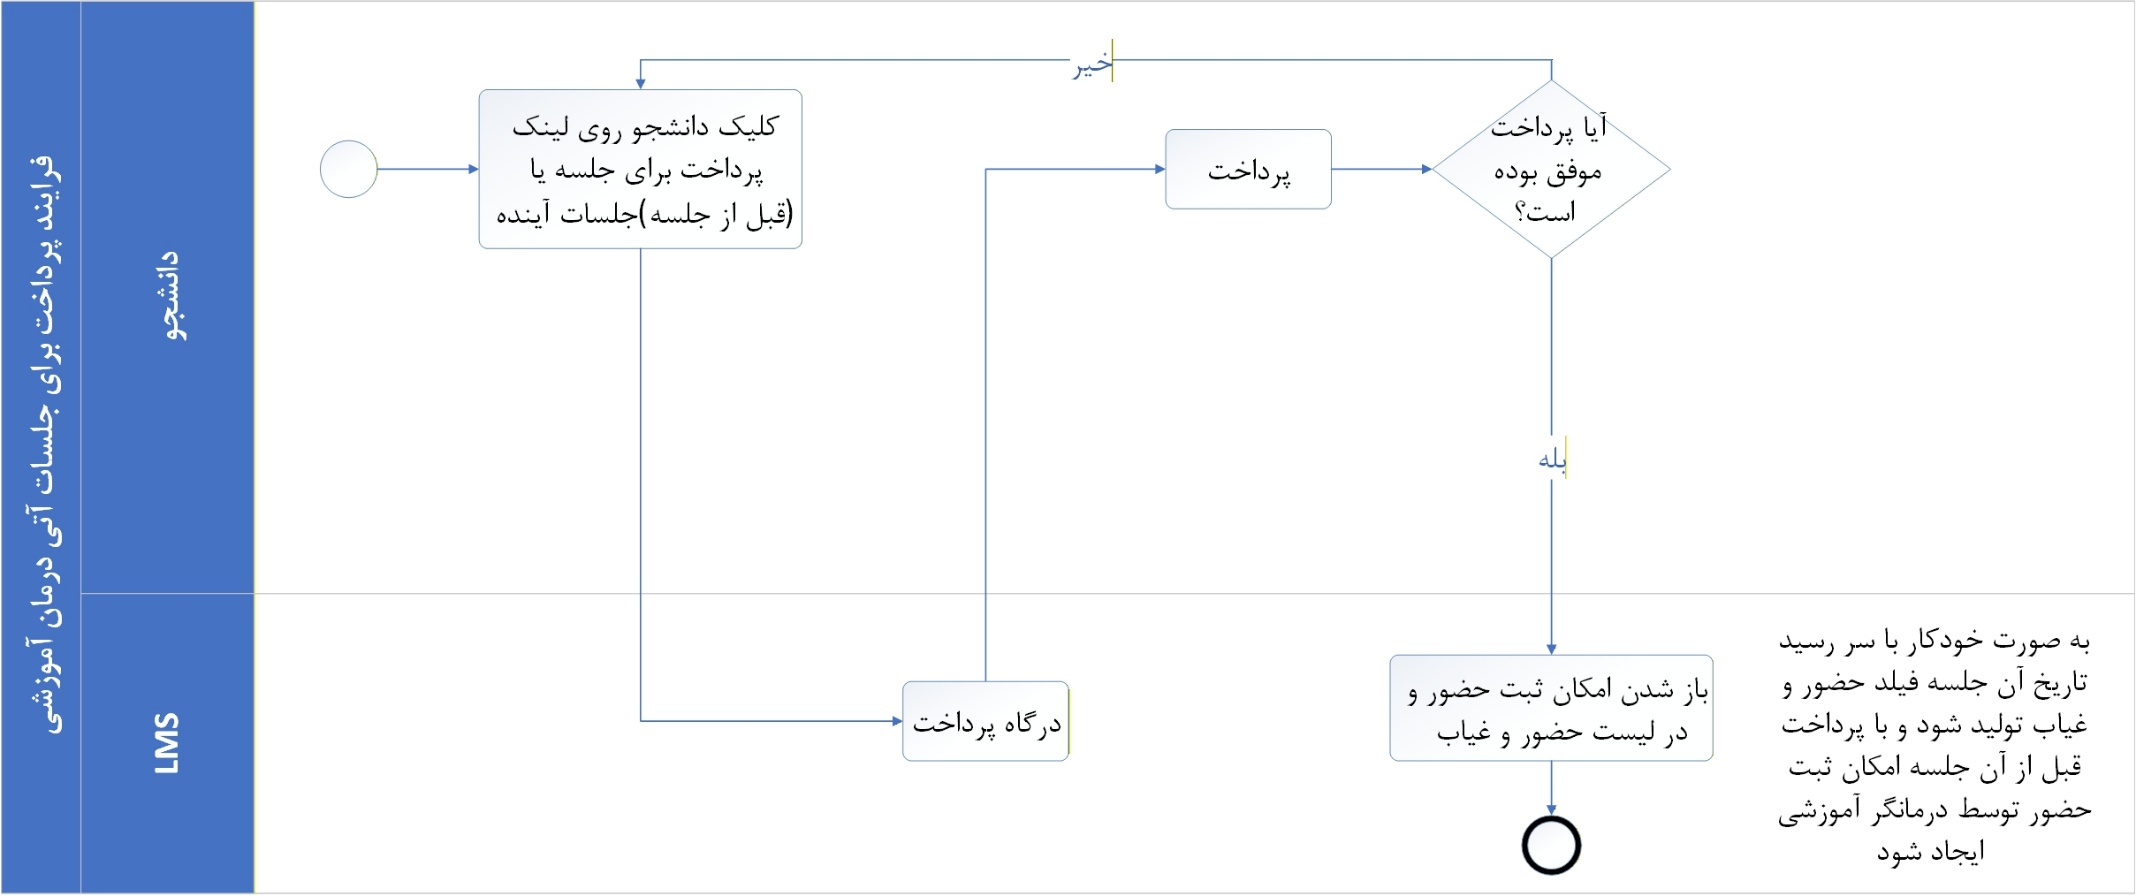 فرایند پرداخت برای جلسات آتی درمان آموزشی
دانشجو
خیر
کلیک دانشجو روی لینک
پرداخت برای جلسه یا
جلسات آینده(قبل از جلسه)
پرداخت
آیا پرداخت
موفق بوده
است؟
بله
LMS
درگاه پرداخت
باز شدن امکان ثبت حضور و
در لیست حضور و غیاب
به صورت خودکار با سر رسید
تاریخ آن جلسه فیلد حضور و
غیاب تولید شود و با پرداخت
قبل از آن جلسه امکان ثبت
حضور توسط درمانگر آموزشی
ایجاد شود